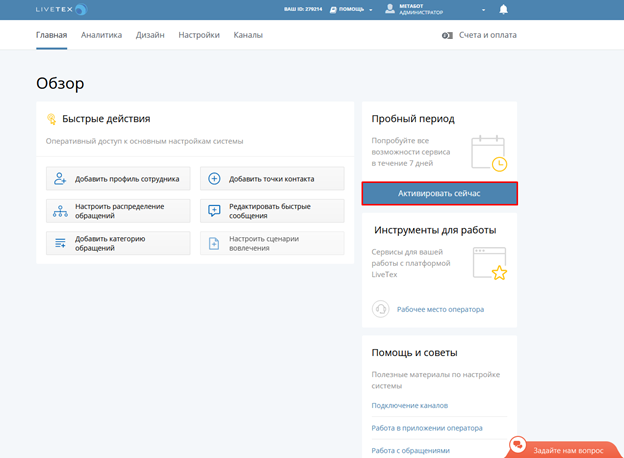 LIVETEX
ВАШ ID: 279214
ПОМОЩЬ
МЕТАБОТ
АДМИНИСТРАТОР
Главная
Аналитика
Дизайн
Настройки
Каналы
Счета и оплата
Обзор
Быстрые действия
Оперативный доступ к основным настройкам системы
Добавить профиль сотрудника
Добавить точки контакта
Настроить распределение
обращений
Редактировать быстрые
сообщения
Добавить категорию
обращений
Настроить сценарии
вовлечения
Пробный период
Попробуйте все
возможности сервиса
в течение 7 дней
Активировать сейчас
Инструменты для работы
Сервисы для вашей
работы с платформой
LiveTex
Рабочее место оператора
Помощь и советы
Полезные материалы по настройке
системы
Подключение каналов
Работа в приложении оператора
Работа с обращениями
Задайте нам вопрос